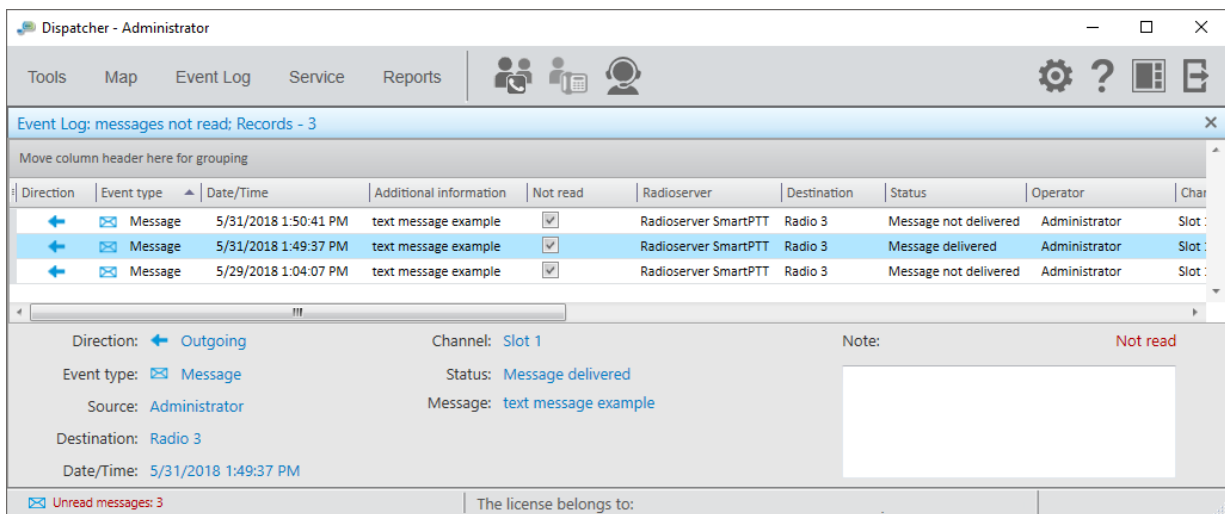 Dispatcher - Administrator
Tools Map Event Log Service Reports
Event Log: messages not read; Records - 3
Move column header here for grouping
Direction Event type Date/Time Additional information Not read Radioserver Destination Status Operator Char
Message 5/31/2018 1:50:41 PM text message example Radioserver SmartPTT Radio 3 Message not delivered Administrator Slot
Message 5/31/2018 1:49:37 PM text message example Radioserver SmartPTT Radio 3 Message delivered Administrator Slot
Message 5/29/2018 1:04:07 PM text message example Radioserver SmartPTT Radio 3 Message not delivered Administrator Slot
Direction: Outgoing Channel: Slot 1 Note: Not read
Event type: Message Status: Message delivered
Source: Administrator Message: text message example
Destination: Radio 3
Date/Time: 5/31/2018 1:49:37 PM
Unread messages: 3 The license belongs to: